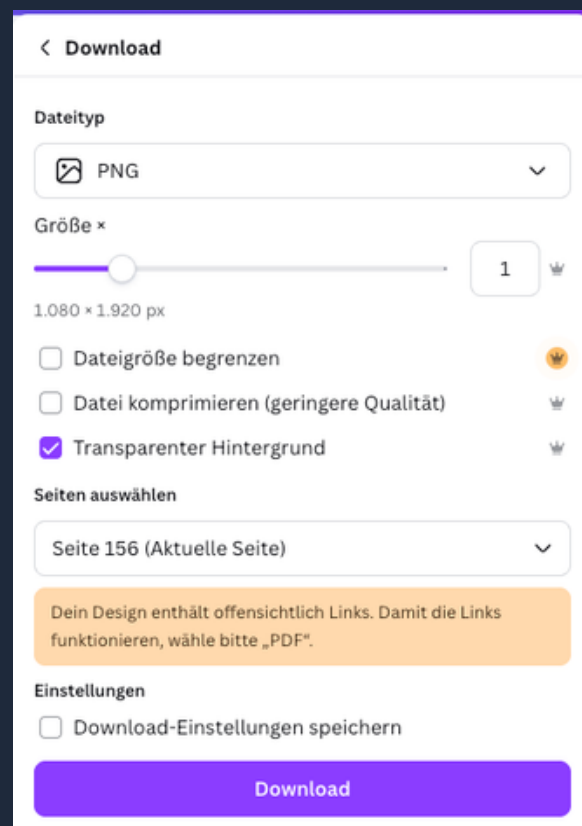 Download
Dateityp
PNG
Größe ×
1
1.080 × 1.920 px
Dateigröße begrenzen
Datei komprimieren (geringere Qualität)
Transparenter Hintergrund
Seiten auswählen
Seite 156 (Aktuelle Seite)
Dein Design enthält offensichtlich Links. Damit die Links
funktionieren, wähle bitte „PDF“.
Einstellungen
Download-Einstellungen speichern
Download